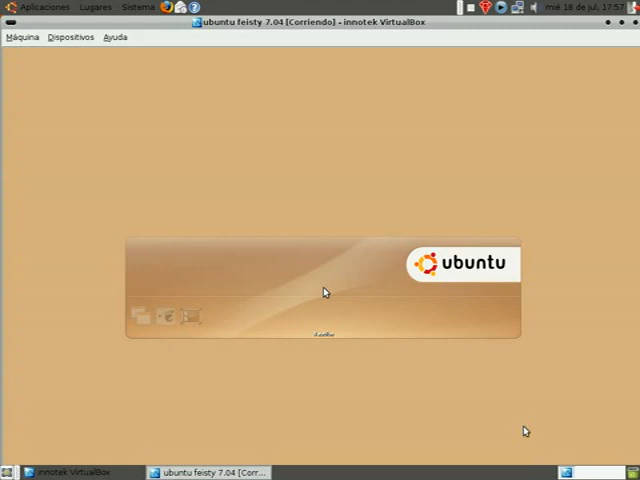 Aplicaciones Lugares Sistema mié 18 de jul, 17:57
ubuntu feisty 7.04 [Corriendo] - innotek VirtualBox
Máquina Dispositivos Ayuda
ubuntu
innotek VirtualBox ubuntu feisty 7.04 [Corr...